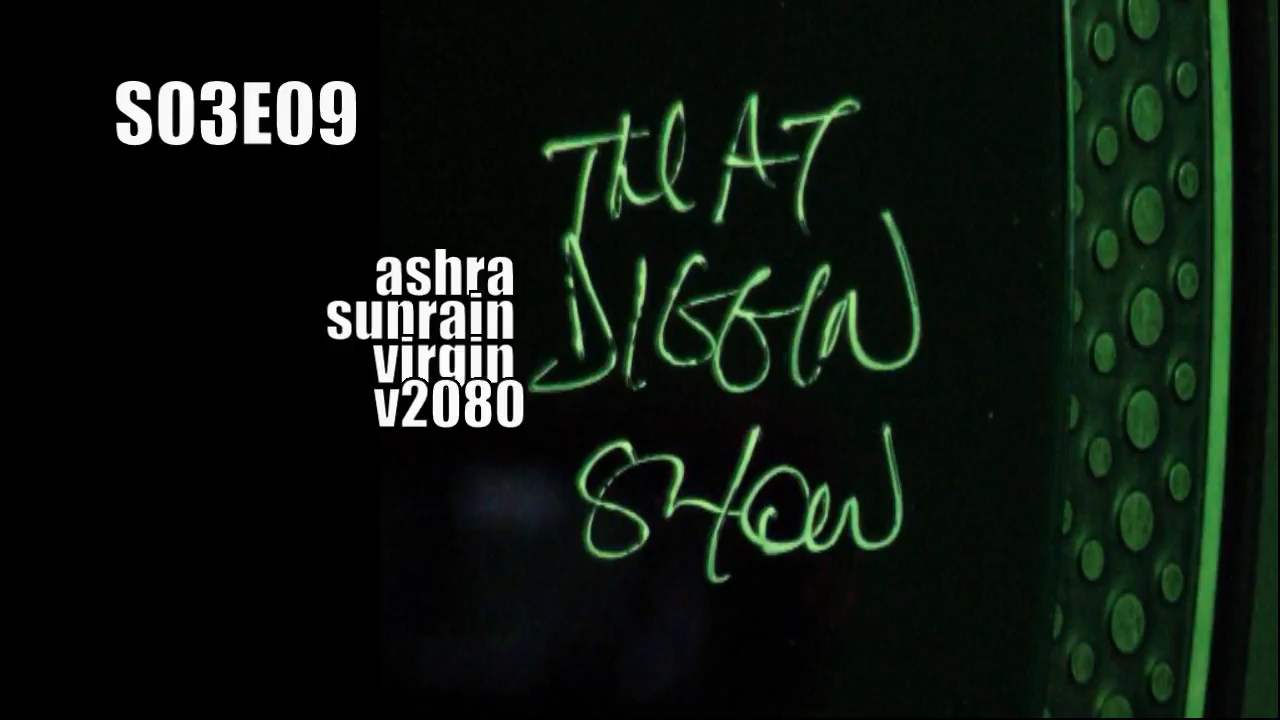 S03E09
ashra
sunrain
virgin
v2080
The AT
DIGGIN
SHOW